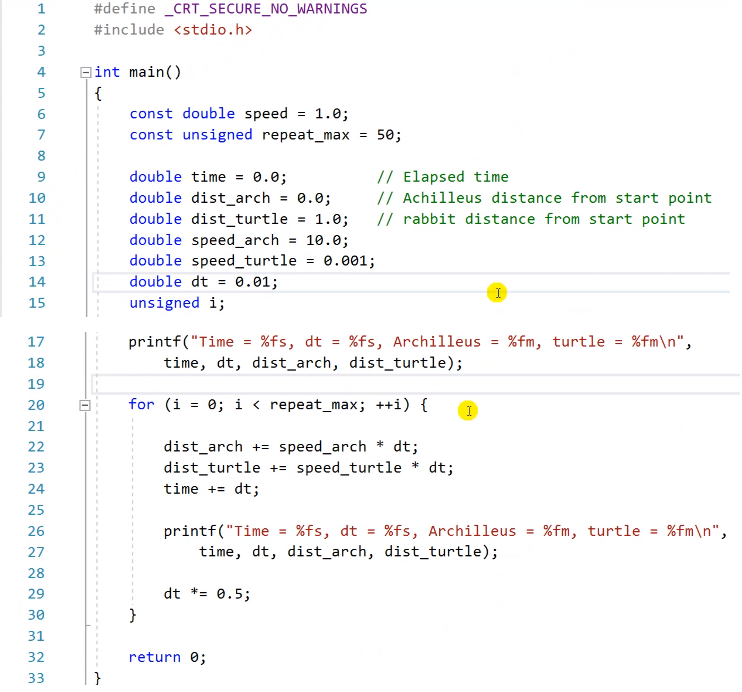 1 #define _CRT_SECURE_NO_WARNINGS
2 #include <stdio.h>
3
4 int main()
5 {
6 const double speed = 1.0;
7 const unsigned repeat_max = 50;
8
9 double time = 0.0; // Elapsed time
10 double dist_arch = 0.0; // Achilleus distance from start point
11 double dist_turtle = 1.0; // rabbit distance from start point
12 double speed_arch = 10.0;
13 double speed_turtle = 0.001;
14 double dt = 0.01;
15 unsigned i;
17 printf("Time = %fs, dt = %fs, Archilleus = %fm, turtle = %fm\n",
18 time, dt, dist_arch, dist_turtle);
19
20 for (i = 0; i < repeat_max; ++i) {
21
22 dist_arch += speed_arch * dt;
23 dist_turtle += speed_turtle * dt;
24 time += dt;
25
26 printf("Time = %fs, dt = %fs, Archilleus = %fm, turtle = %fm\n",
27 time, dt, dist_arch, dist_turtle);
28
29 dt *= 0.5;
30 }
31
32 return 0;
33 }